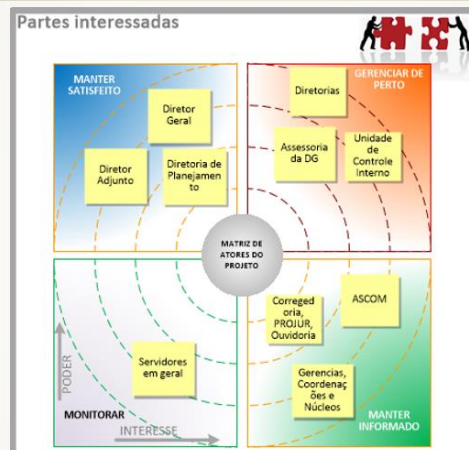 Partes interessadas
MANTER
SATISFEITO
Diretor
Geral
Diretor
Adjunto
Diretoria de
Planejamen
to
GERENCIAR DE
PERTO
Diretorias
Assessoria
da DG
Unidade
de
Controle
Interno
MATRIZ DE
ATORES DO
PROJETO
Servidores
em geral
PODER
MONITORAR
INTERESSE
Correged
oria,
PROJUR,
Ouvidoria
ASCOM
Gerencias,
Coordenaç
ões e
Núcleos
MANTER
INFORMADO